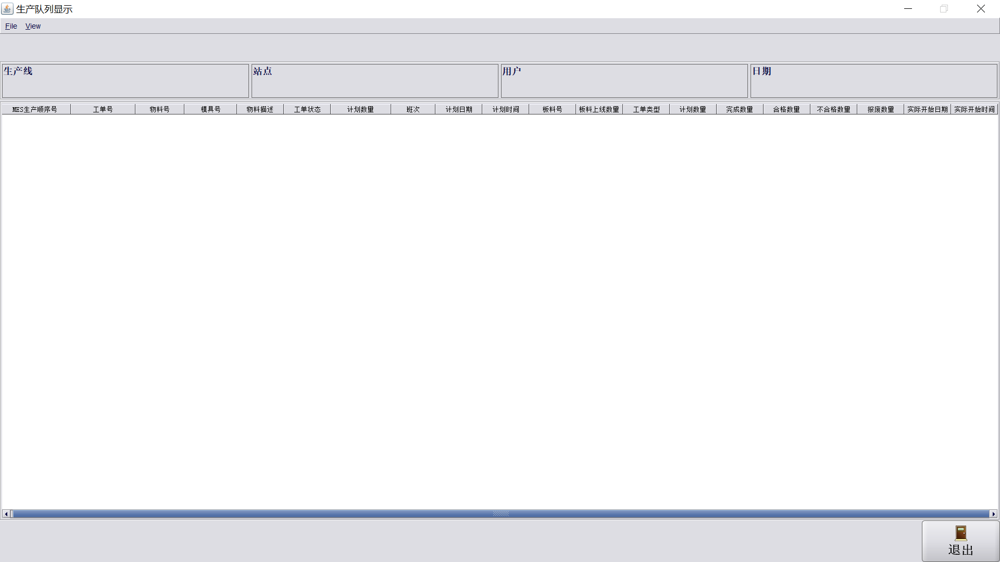 生产队列显示
File View
生产线 站点 用户 日期
MES生产顺序号 工单号 物料号 模具号 物料描述 工单状态 计划数量 班次 计划日期 计划时间 板料号 板料上线数量 工单类型 计划数量 完成数量 合格数量 不合格数量 报废数量 实际开始日期 实际开始时间
退出